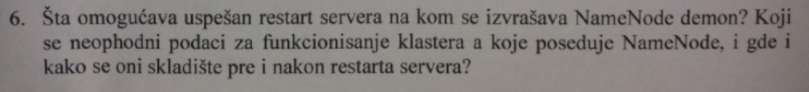 6. Šta omogućava uspešan restart servera na kom se izvrašava NameNode demon? Koji
se neophodni podaci za funkcionisanje klastera a koje poseduje NameNode, i gde i
kako se oni skladište pre i nakon restarta servera?